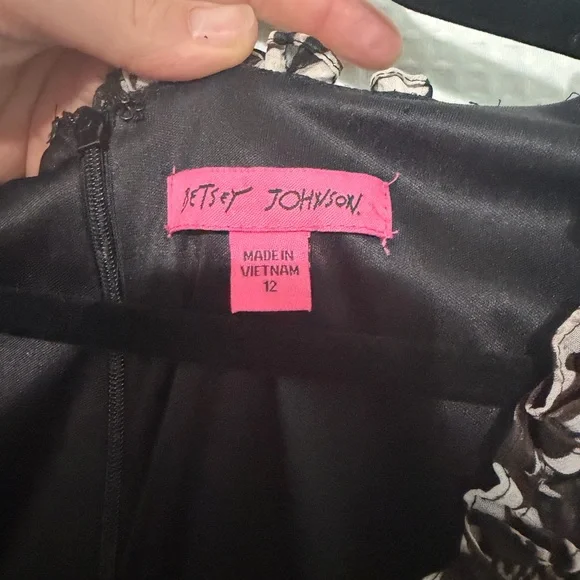 BETSEY JOHNSON.
MADE IN
VIETNAM
12